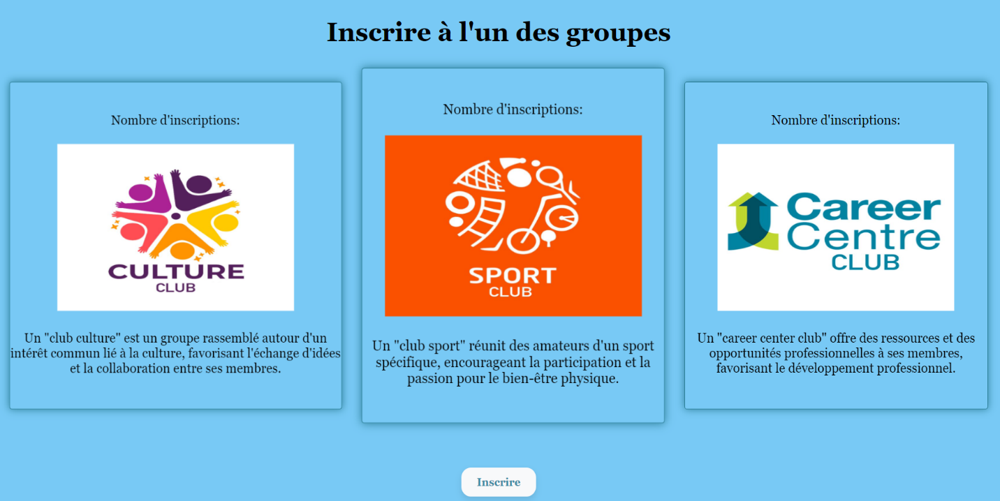 Inscrire à l'un des groupes
Nombre d'inscriptions:
CULTURE
CLUB
Un "club culture" est un groupe rassemblé autour d'un
intérêt commun lié à la culture, favorisant l'échange d'idées
et la collaboration entre ses membres.
Nombre d'inscriptions:
SPORT
CLUB
Un "club sport" réunit des amateurs d'un sport
spécifique, encourageant la participation et la
passion pour le bien-être physique.
Nombre d'inscriptions:
Career
Centre
CLUB
Un "career center club" offre des ressources et des
opportunités professionnelles à ses membres,
favorisant le développement professionnel.
Inscrire